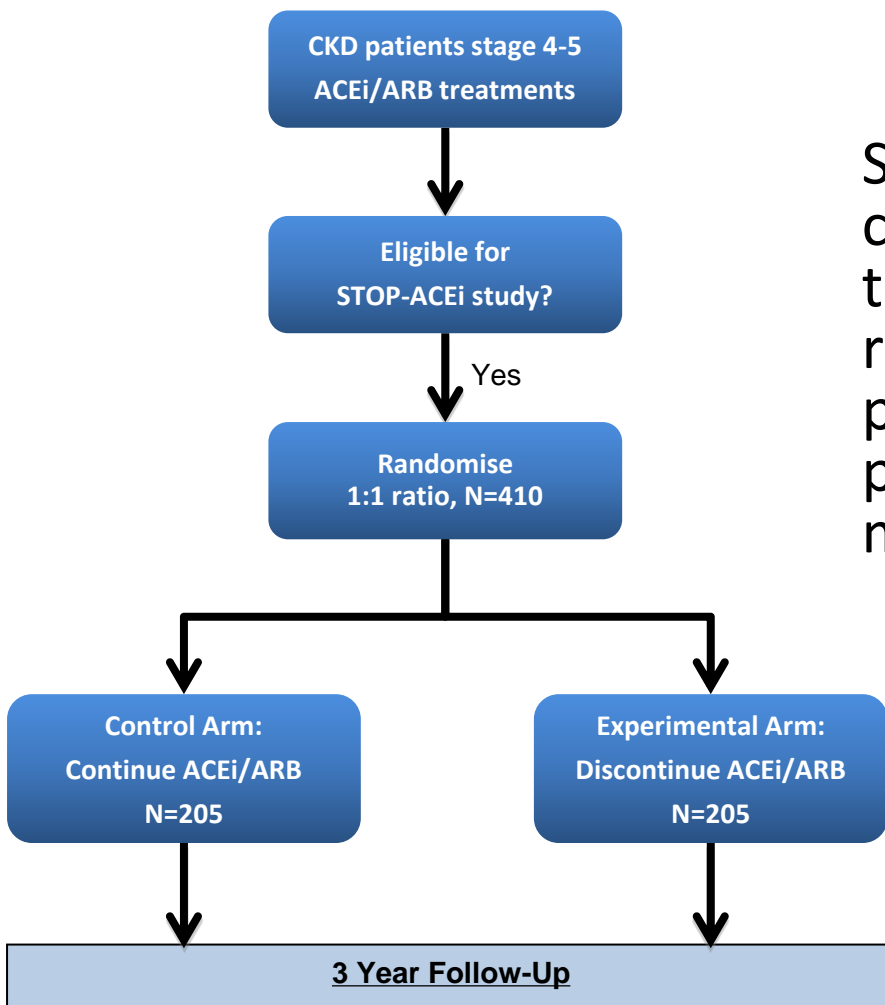 CKD patients stage 4-5
ACEi/ARB treatments
Eligible for
STOP-ACEi study?
Yes
Randomise
1:1 ratio, N=410
Control Arm:
Continue ACEi/ARB
N=205
Experimental Arm:
Discontinue ACEi/ARB
N=205
3 Year Follow-Up